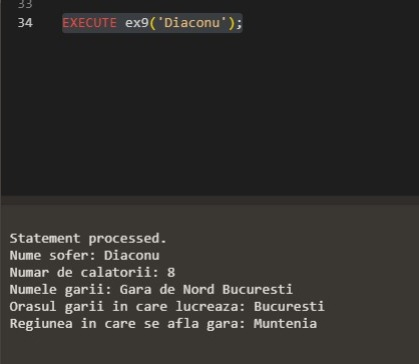 33
34 EXECUTE ex9('Diaconu');
Statement processed.
Nume sofer: Diaconu
Numar de calatorii: 8
Numele garii: Gara de Nord Bucuresti
Orasul garii in care lucreaza: Bucuresti
Regiunea in care se afla gara: Muntenia